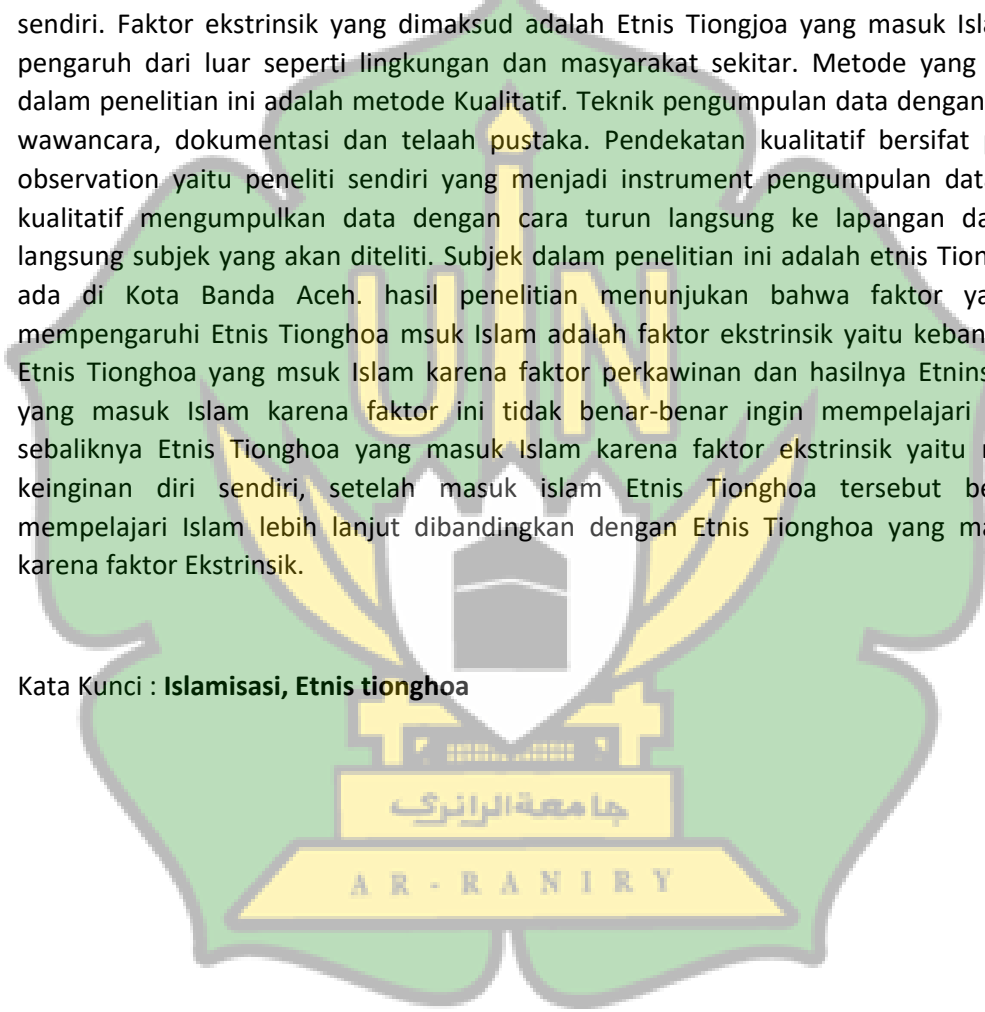 sendiri. Faktor ekstrinsik yang dimaksud adalah Etnis Tiongjoa yang masuk Isla
pengaruh dari luar seperti lingkungan dan masyarakat sekitar. Metode yang
dalam penelitian ini adalah metode Kualitatif. Teknik pengumpulan data dengan
wawancara, dokumentasi dan telaah pustaka. Pendekatan kualitatif bersifat p
observation yaitu peneliti sendiri yang menjadi instrument pengumpulan data
kualitatif mengumpulkan data dengan cara turun langsung ke lapangan da
langsung subjek yang akan diteliti. Subjek dalam penelitian ini adalah etnis Tion
ada di Kota Banda Aceh. hasil penelitian menunjukan bahwa faktor ya
mempengaruhi Etnis Tionghoa msuk Islam adalah faktor ekstrinsik yaitu keban
Etnis Tionghoa yang msuk Islam karena faktor perkawinan dan hasilnya Etnins
yang masuk Islam karena faktor ini tidak benar-benar ingin mempelajari
sebaliknya Etnis Tionghoa yang masuk Islam karena faktor ekstrinsik yaitu
keinginan diri sendiri, setelah masuk islam Etnis Tionghoa tersebut be
mempelajari Islam lebih lanjut dibandingkan dengan Etnis Tionghoa yang ma
karena faktor Ekstrinsik.
Kata Kunci : Islamisasi, Etnis tionghoa
UIN
جامعة الرانري
AR-RANIRY